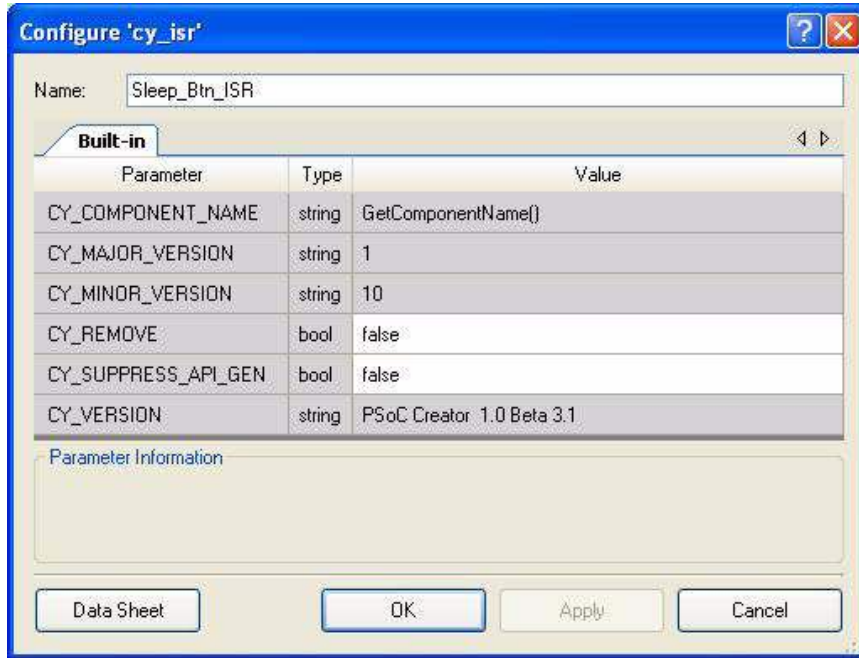 Configure 'cy_isr'
Name: Sleep_Btn_ISR
Built-in
Parameter Type Value
CY_COMPONENT_NAME string GetComponentName()
CY_MAJOR_VERSION string 1
CY_MINOR_VERSION string 10
CY_REMOVE bool false
CY_SUPPRESS_API_GEN bool false
CY_VERSION string PSoC Creator 1.0 Beta 3.1
Parameter Information
Data Sheet OK Apply Cancel